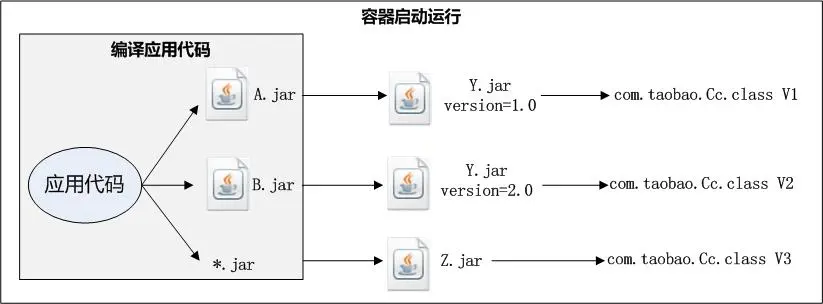 容器启动运行
编译应用代码
应用代码
A.jar
Y.jar
version=1.0
com.taobao.Cc.class V1
B.jar
Y.jar
version=2.0
com.taobao.Cc.class V2
*.jar
Z.jar
com.taobao.Cc.class V3